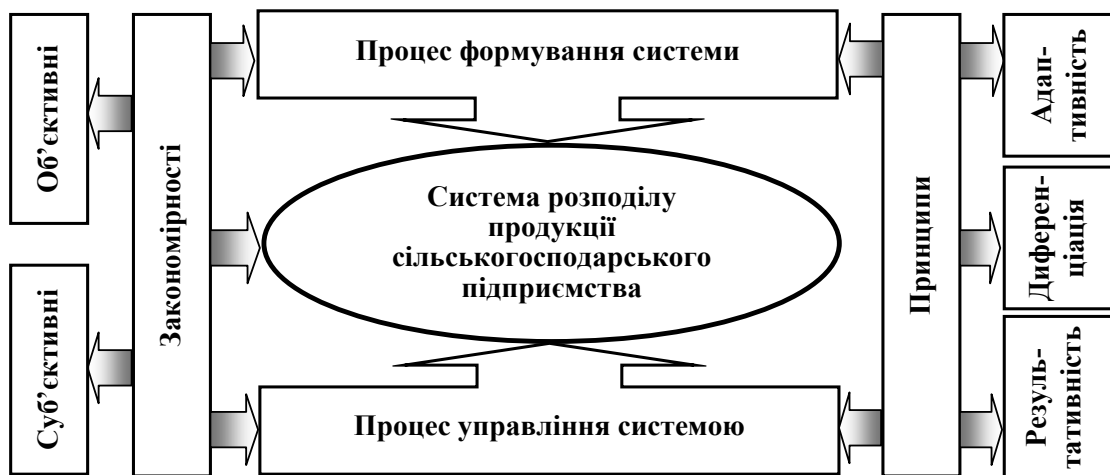 Об’єктивні
Суб’єктивні
Закономірності
Процес формування системи
Система розподілу
продукції
сільськогосподарського
підприємства
Процес управління системою
Принципи
Адап-
тивність
Диферен-
ціація
Резуль-
тативність